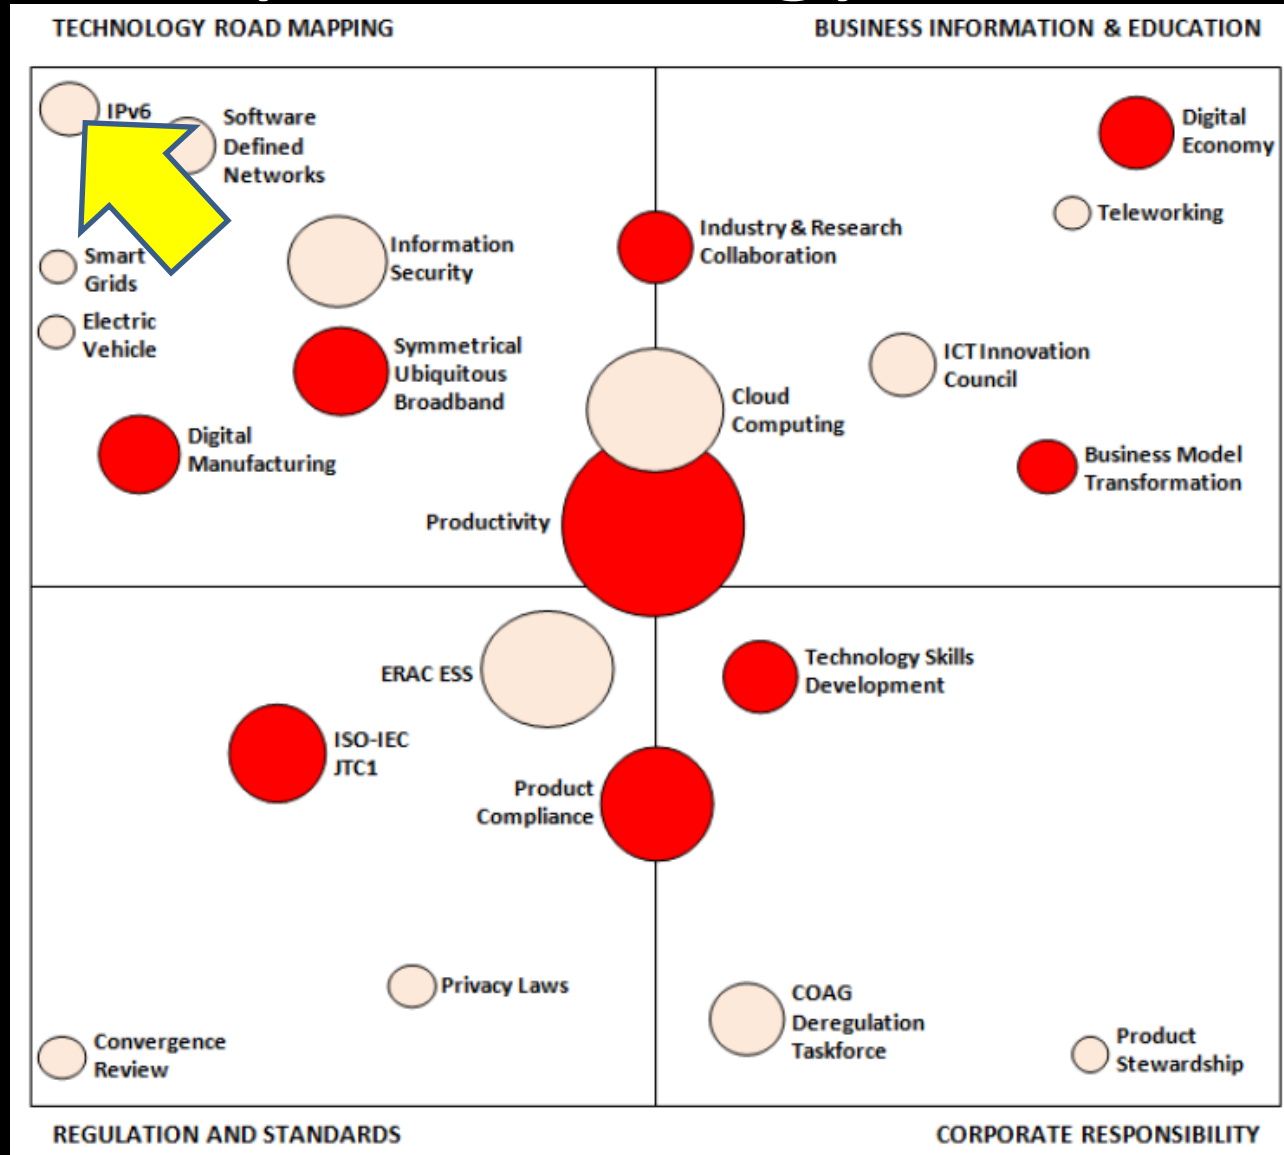 TECHNOLOGY ROAD MAPPING
BUSINESS INFORMATION & EDUCATION
IPv6
Software
Defined
Networks
Digital
Economy
Teleworking
Industry & Research
Collaboration
Information
Security
Smart
Grids
Electric
Vehicle
Symmetrical
Ubiquitous
Broadband
ICT Innovation
Council
Cloud
Computing
Digital
Manufacturing
Business Model
Transformation
Productivity
ERAC ESS
Technology Skills
Development
ISO-IEC
JTC1
Product
Compliance
Privacy Laws
COAG
Deregulation
Taskforce
Convergence
Review
Product
Stewardship
REGULATION AND STANDARDS
CORPORATE RESPONSIBILITY